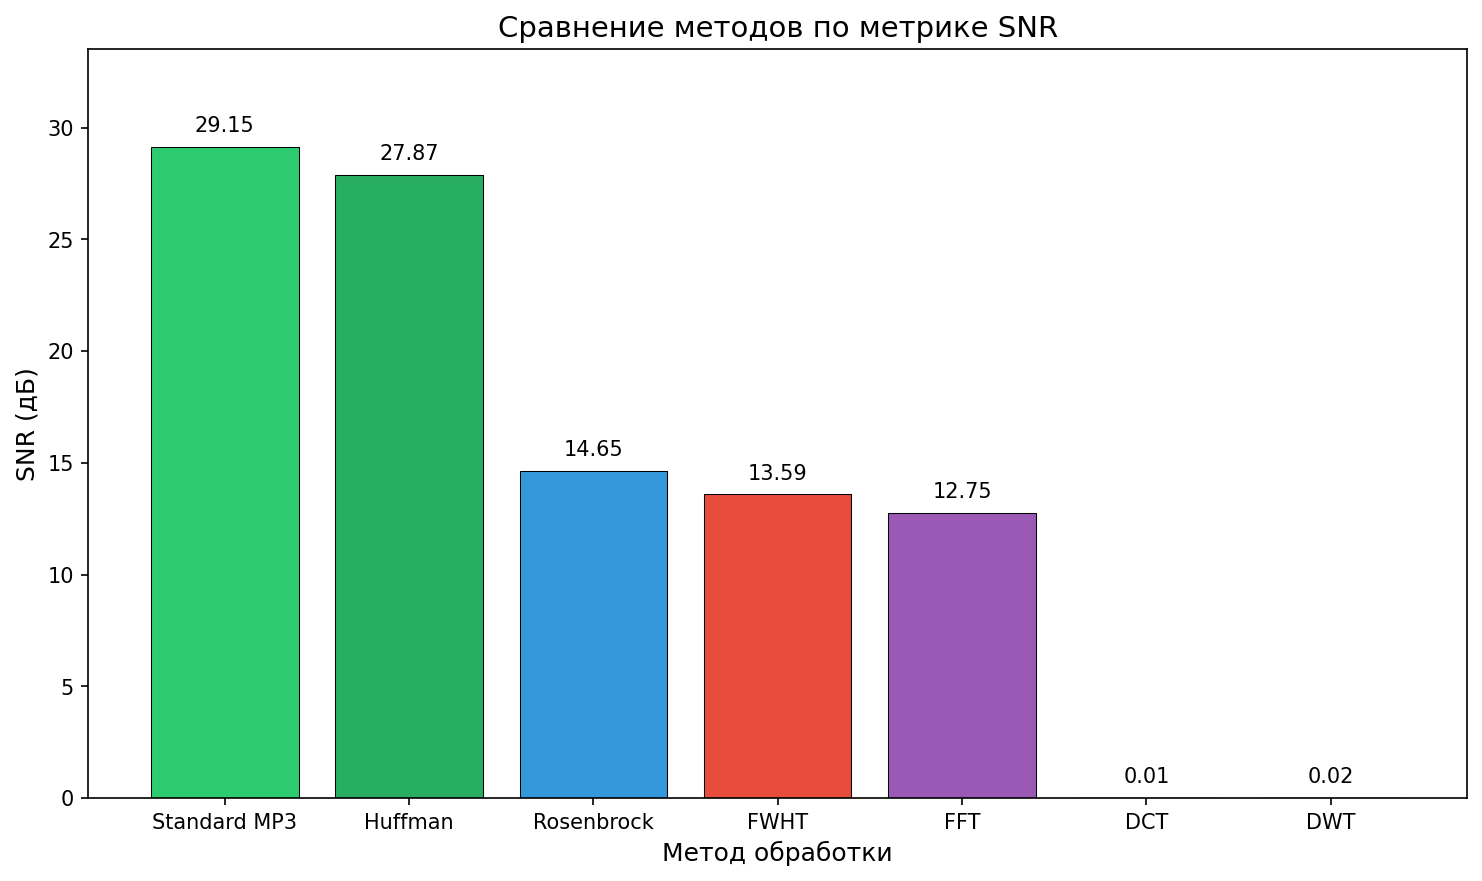 Сравнение методов по метрике SNR
SNR (дБ)
30
25
20
15
10
5
0
29.15
27.87
14.65
13.59
12.75
0.01
0.02
Standard MP3
Huffman
Rosenbrock
FWHT
FFT
DCT
DWT
Метод обработки